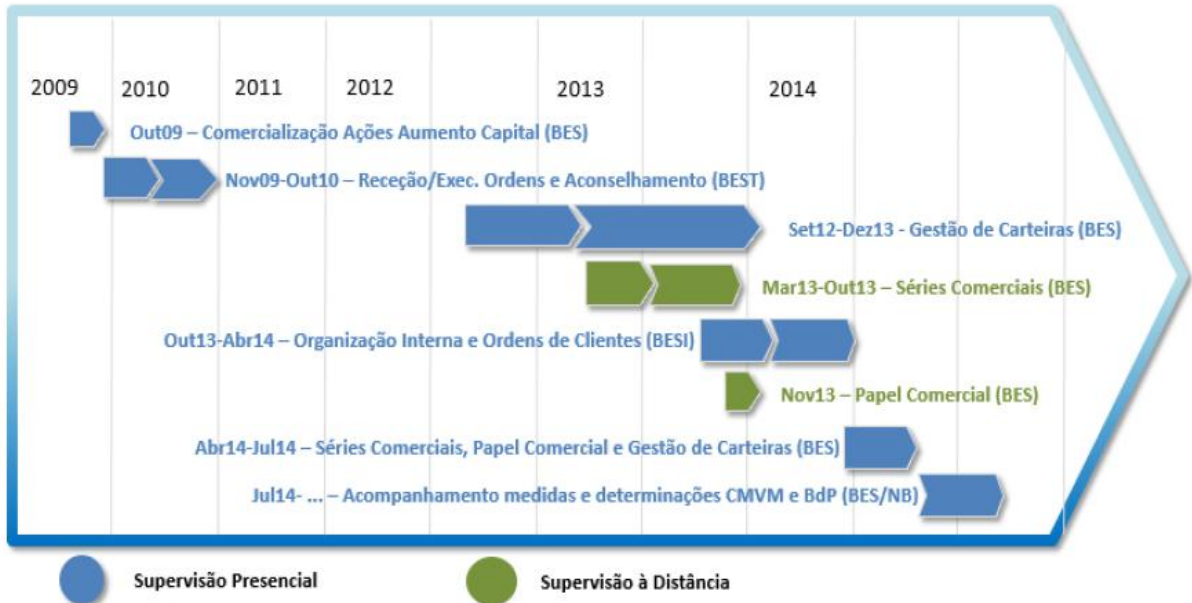 2009
2010
2011
2012
2013
2014
Out09 – Comercialização Ações Aumento Capital (BES)
Nov09-Out10 – Receção/Exec. Ordens e Aconselhamento (BEST)
Set12-Dez13 - Gestão de Carteiras (BES)
Mar13-Out13 – Séries Comerciais (BES)
Out13-Abr14 – Organização Interna e Ordens de Clientes (BESI)
Nov13 – Papel Comercial (BES)
Abr14-Jul14 – Séries Comerciais, Papel Comercial e Gestão de Carteiras (BES)
Jul14- ... – Acompanhamento medidas e determinações CMVM e BdP (BES/NB)
Supervisão Presencial
Supervisão à Distância